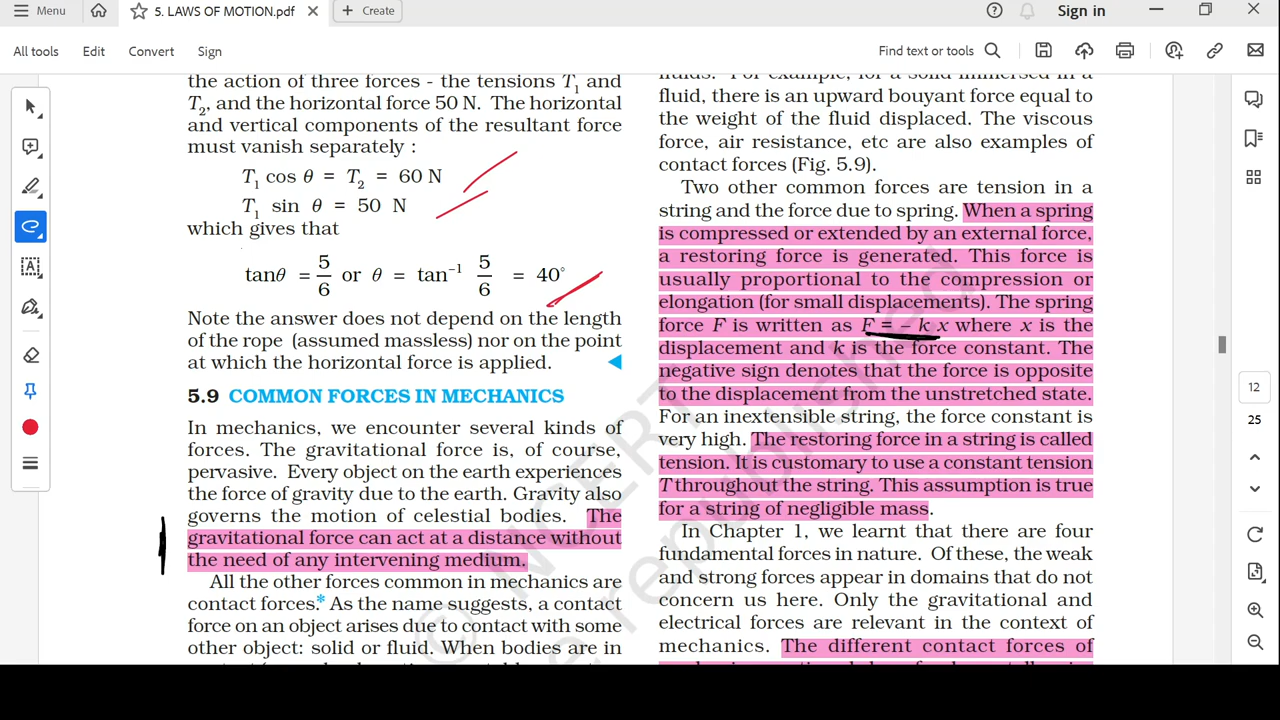 Menu
5. LAWS OF MOTION.pdf
Create
Sign in
All tools
Edit
Convert
Sign
Find text or tools
the action of three forces - the tensions T1 and
T2, and the horizontal force 50 N. The horizontal
and vertical components of the resultant force
must vanish separately :
T1 cos θ = T2 = 60 N
T1 sin θ = 50 N
which gives that
tanθ = 5/6 or θ = tan⁻¹ 5/6 = 40°
Note the answer does not depend on the length
of the rope (assumed massless) nor on the point
at which the horizontal force is applied.
5.9 COMMON FORCES IN MECHANICS
In mechanics, we encounter several kinds of
forces. The gravitational force is, of course,
pervasive. Every object on the earth experiences
the force of gravity due to the earth. Gravity also
governs the motion of celestial bodies. The
gravitational force can act at a distance without
the need of any intervening medium.
All the other forces common in mechanics are
contact forces.* As the name suggests, a contact
force on an object arises due to contact with some
other object: solid or fluid. When bodies are in
fluids. For example, for a solid immersed in a
fluid, there is an upward bouyant force equal to
the weight of the fluid displaced. The viscous
force, air resistance, etc are also examples of
contact forces (Fig. 5.9).
Two other common forces are tension in a
string and the force due to spring. When a spring
is compressed or extended by an external force,
a restoring force is generated. This force is
usually proportional to the compression or
elongation (for small displacements). The spring
force F is written as F = – k x where x is the
displacement and k is the force constant. The
negative sign denotes that the force is opposite
to the displacement from the unstretched state.
For an inextensible string, the force constant is
very high. The restoring force in a string is called
tension. It is customary to use a constant tension
T throughout the string. This assumption is true
for a string of negligible mass.
In Chapter 1, we learnt that there are four
fundamental forces in nature. Of these, the weak
and strong forces appear in domains that do not
concern us here. Only the gravitational and
electrical forces are relevant in the context of
mechanics. The different contact forces of
© NCERT
be republished
12
25